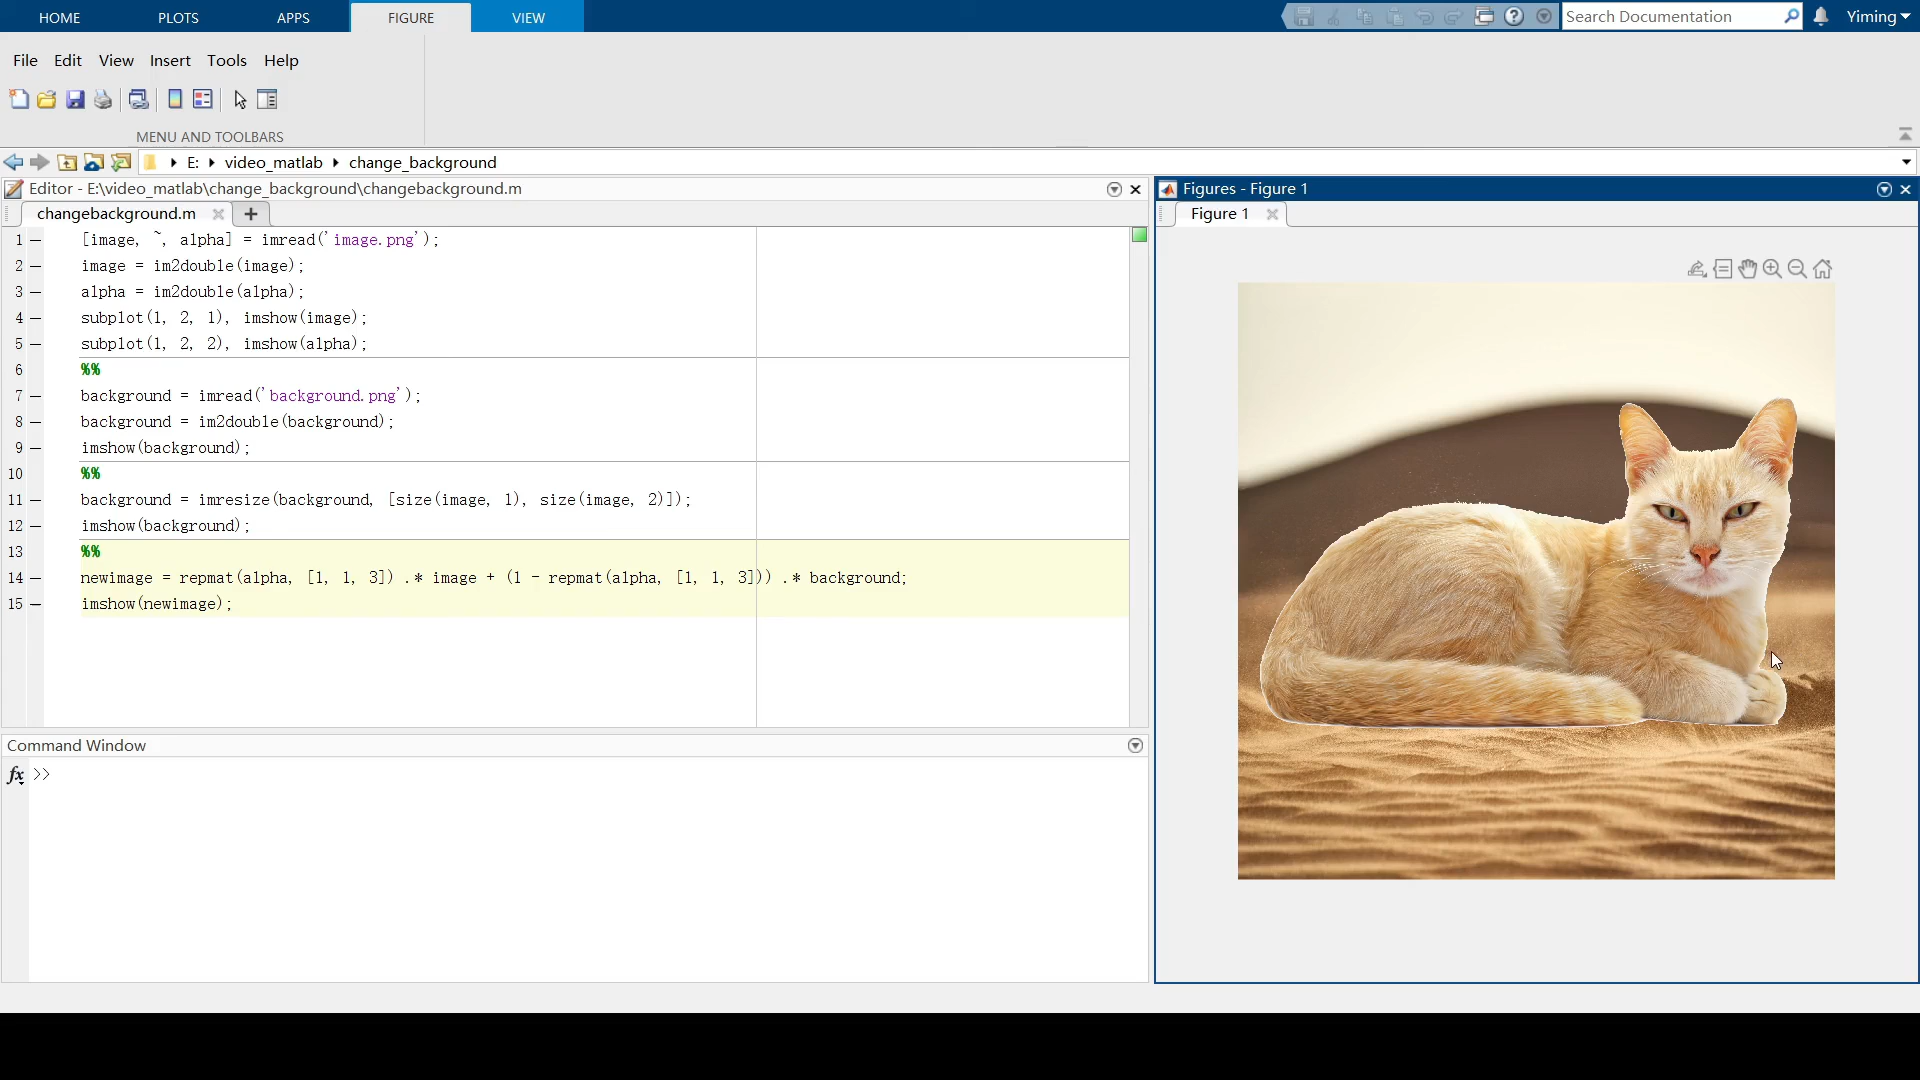 HOME PLOTS APPS FIGURE VIEW
Search Documentation
Yiming
File Edit View Insert Tools Help
MENU AND TOOLBARS
E: video_matlab change_background
Editor - E:\video_matlab\change_background\changebackground.m
changebackground.m
1 [image, ~, alpha] = imread('image.png');
2 image = im2double(image);
3 alpha = im2double(alpha);
4 subplot(1, 2, 1), imshow(image);
5 subplot(1, 2, 2), imshow(alpha);
6 %%
7 background = imread('background.png');
8 background = im2double(background);
9 imshow(background);
10 %%
11 background = imresize(background, [size(image, 1), size(image, 2)]);
12 imshow(background);
13 %%
14 newimage = repmat(alpha, [1, 1, 3]) .* image + (1 - repmat(alpha, [1, 1, 3])) .* background;
15 imshow(newimage);
Command Window
fx >>
Figures - Figure 1
Figure 1